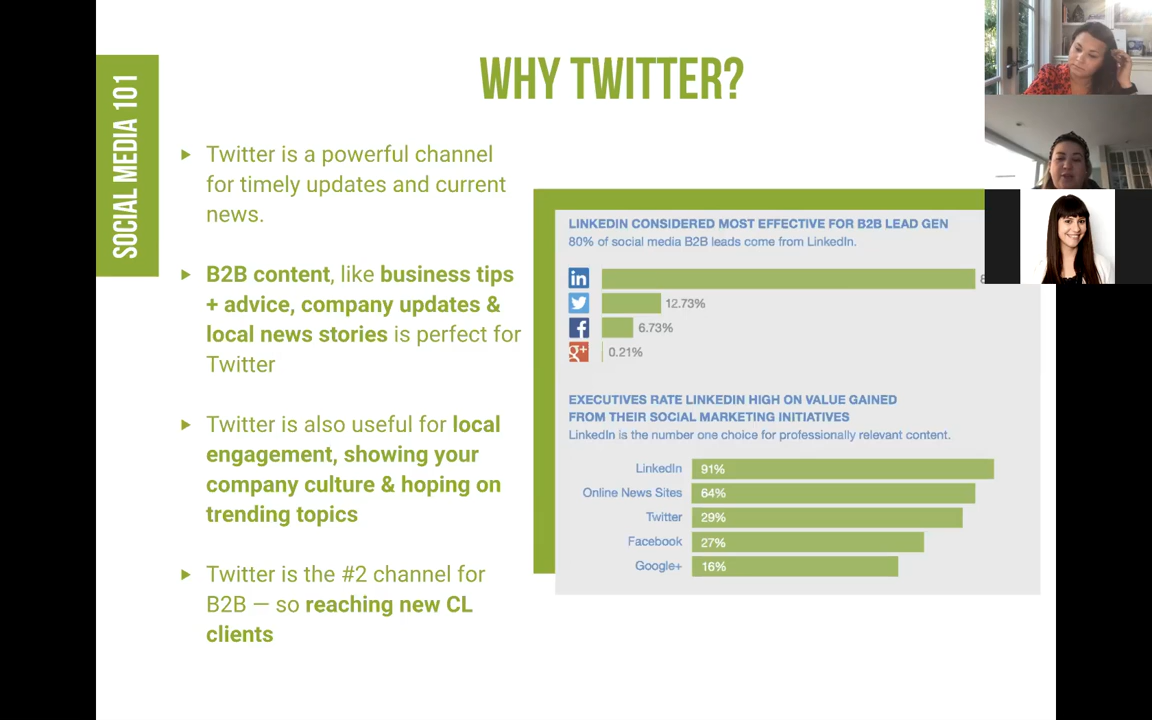 SOCIAL MEDIA 101
WHY TWITTER?
Twitter is a powerful channel
for timely updates and current
news.
B2B content, like business tips
+ advice, company updates &
local news stories is perfect for
Twitter
Twitter is also useful for local
engagement, showing your
company culture & hoping on
trending topics
Twitter is the #2 channel for
B2B — so reaching new CL
clients
LINKEDIN CONSIDERED MOST EFFECTIVE FOR B2B LEAD GEN
80% of social media B2B leads come from LinkedIn.
in
12.73%
f
6.73%
g+
0.21%
EXECUTIVES RATE LINKEDIN HIGH ON VALUE GAINED
FROM THEIR SOCIAL MARKETING INITIATIVES
LinkedIn is the number one choice for professionally relevant content.
LinkedIn 91%
Online News Sites 64%
Twitter 29%
Facebook 27%
Google+ 16%